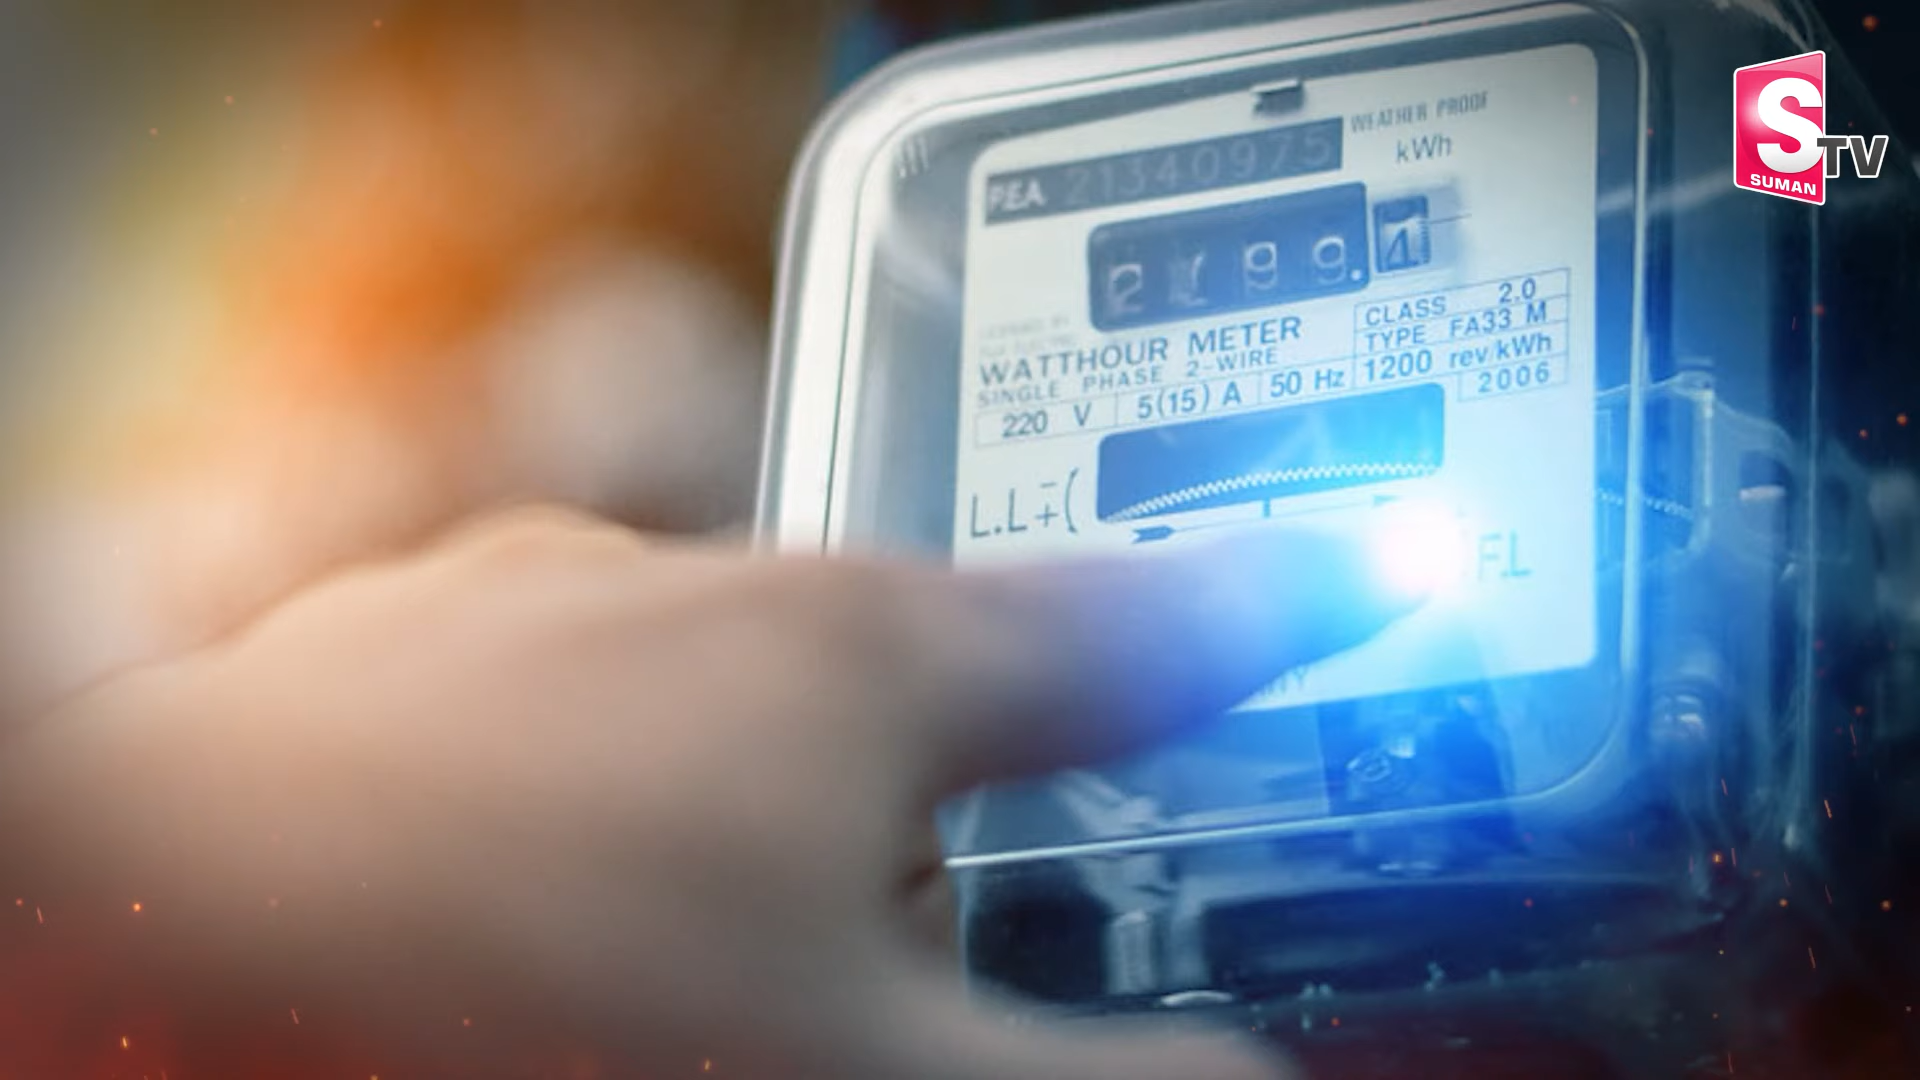 WEATHER PROOF
kWh
PEA 21340975
2 7 9 9 . 4
CLASS 2.0
WATTHOUR METER
TYPE FA33 M
SINGLE PHASE 2-WIRE
220 V 5(15) A 50 Hz 1200 rev/kWh
2006
L.L + - (
F.L
S TV
SUMAN